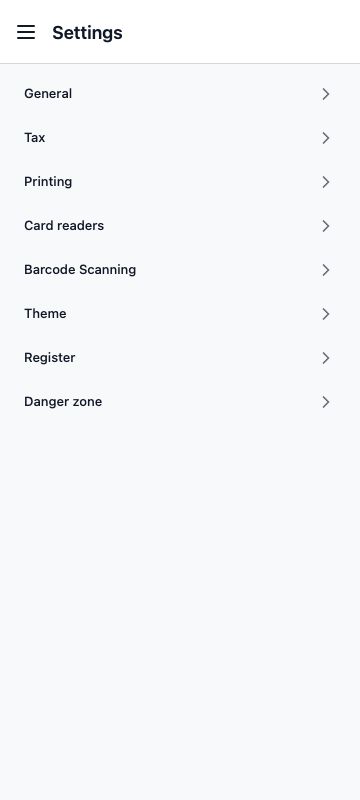 Settings
General
Tax
Printing
Card readers
Barcode Scanning
Theme
Register
Danger zone